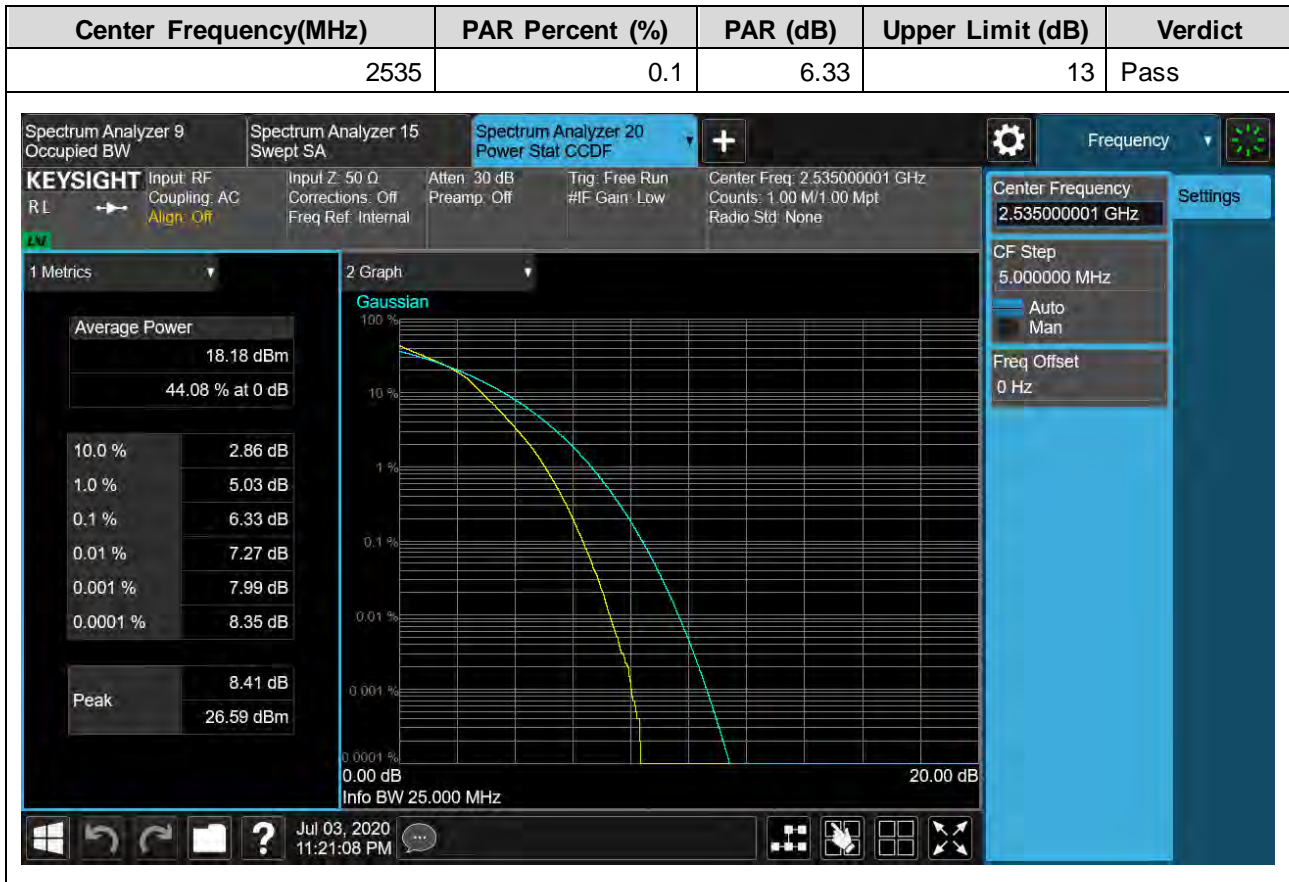 Center Frequency(MHz) PAR Percent (%) PAR (dB) Upper Limit (dB) Verdict
2535 0.1 6.33 13 Pass
Spectrum Analyzer 9 Spectrum Analyzer 15 Spectrum Analyzer 20
Occupied BW Swept SA Power Stat CCDF
Frequency
KEYSIGHT Input: RF Input Z: 50 Ω Atten: 30 dB Trig: Free Run Center Freq: 2.535000001 GHz
RL Coupling: AC Corrections: Off Preamp: Off #IF Gain: Low Counts: 1.00 M/1.00 Mpt
Align: Off Freq Ref: Internal Radio Std: None
LXI
Center Frequency
2.535000001 GHz
Settings
CF Step
5.000000 MHz
Auto
Man
Freq Offset
0 Hz
1 Metrics
Average Power
18.18 dBm
44.08 % at 0 dB
10.0 % 2.86 dB
1.0 % 5.03 dB
0.1 % 6.33 dB
0.01 % 7.27 dB
0.001 % 7.99 dB
0.0001 % 8.35 dB
Peak
8.41 dB
26.59 dBm
2 Graph
Gaussian
100 %
10 %
1 %
0.1 %
0.01 %
0.001 %
0.0001 %
0.00 dB 20.00 dB
Info BW 25.000 MHz
? Jul 03, 2020
11:21:08 PM